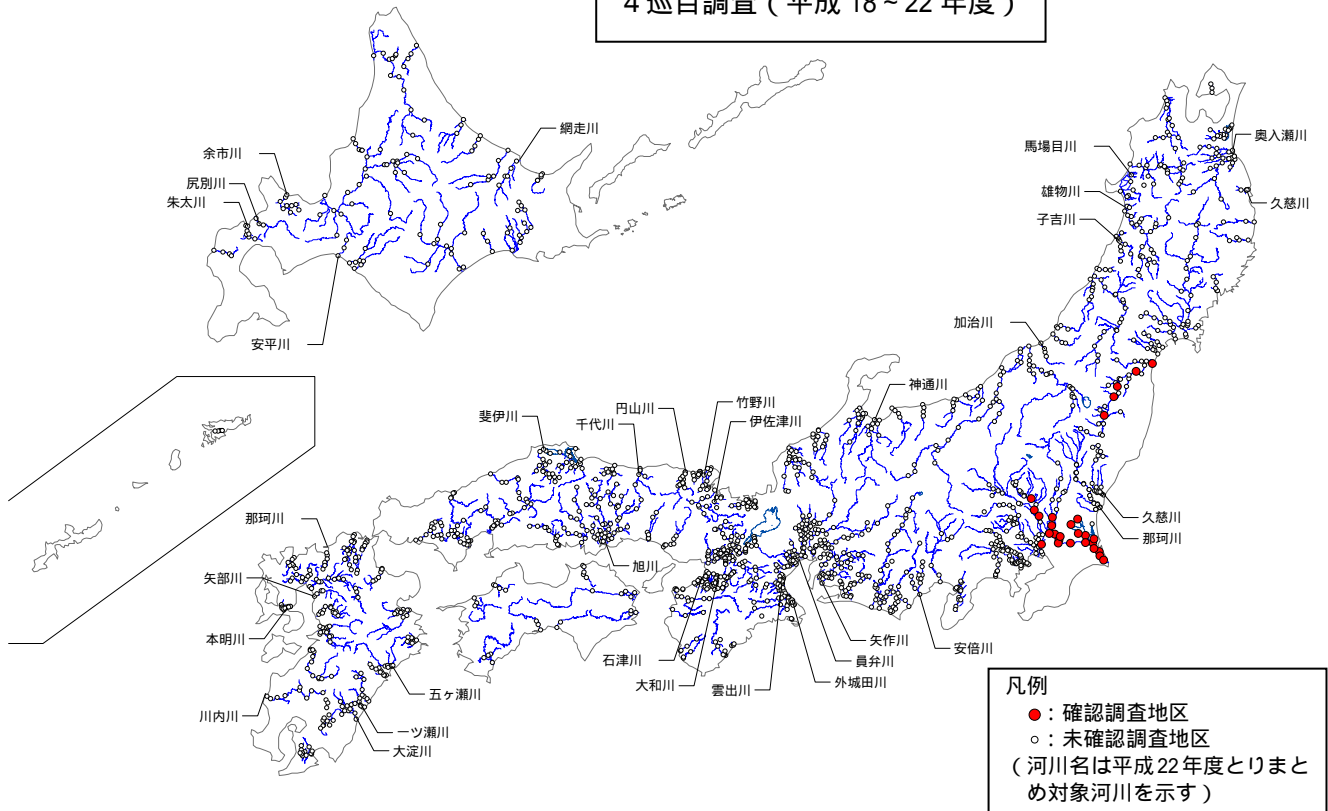 4巡目調査（平成 18～22 年度）
網走川
余市川
尻別川
朱太川
安平川
馬場目川
奥入瀬川
雄物川
久慈川
子吉川
加治川
神通川
斐伊川
円山川
竹野川
千代川
伊佐津川
久慈川
那珂川
那珂川
矢部川
旭川
本明川
石津川
大和川
雲出川
矢作川
員弁川
外城田川
安倍川
五ヶ瀬川
川内川
一ツ瀬川
大淀川
凡例
●：確認調査地区
○：未確認調査地区
（河川名は平成22年度とりまと
め対象河川を示す）